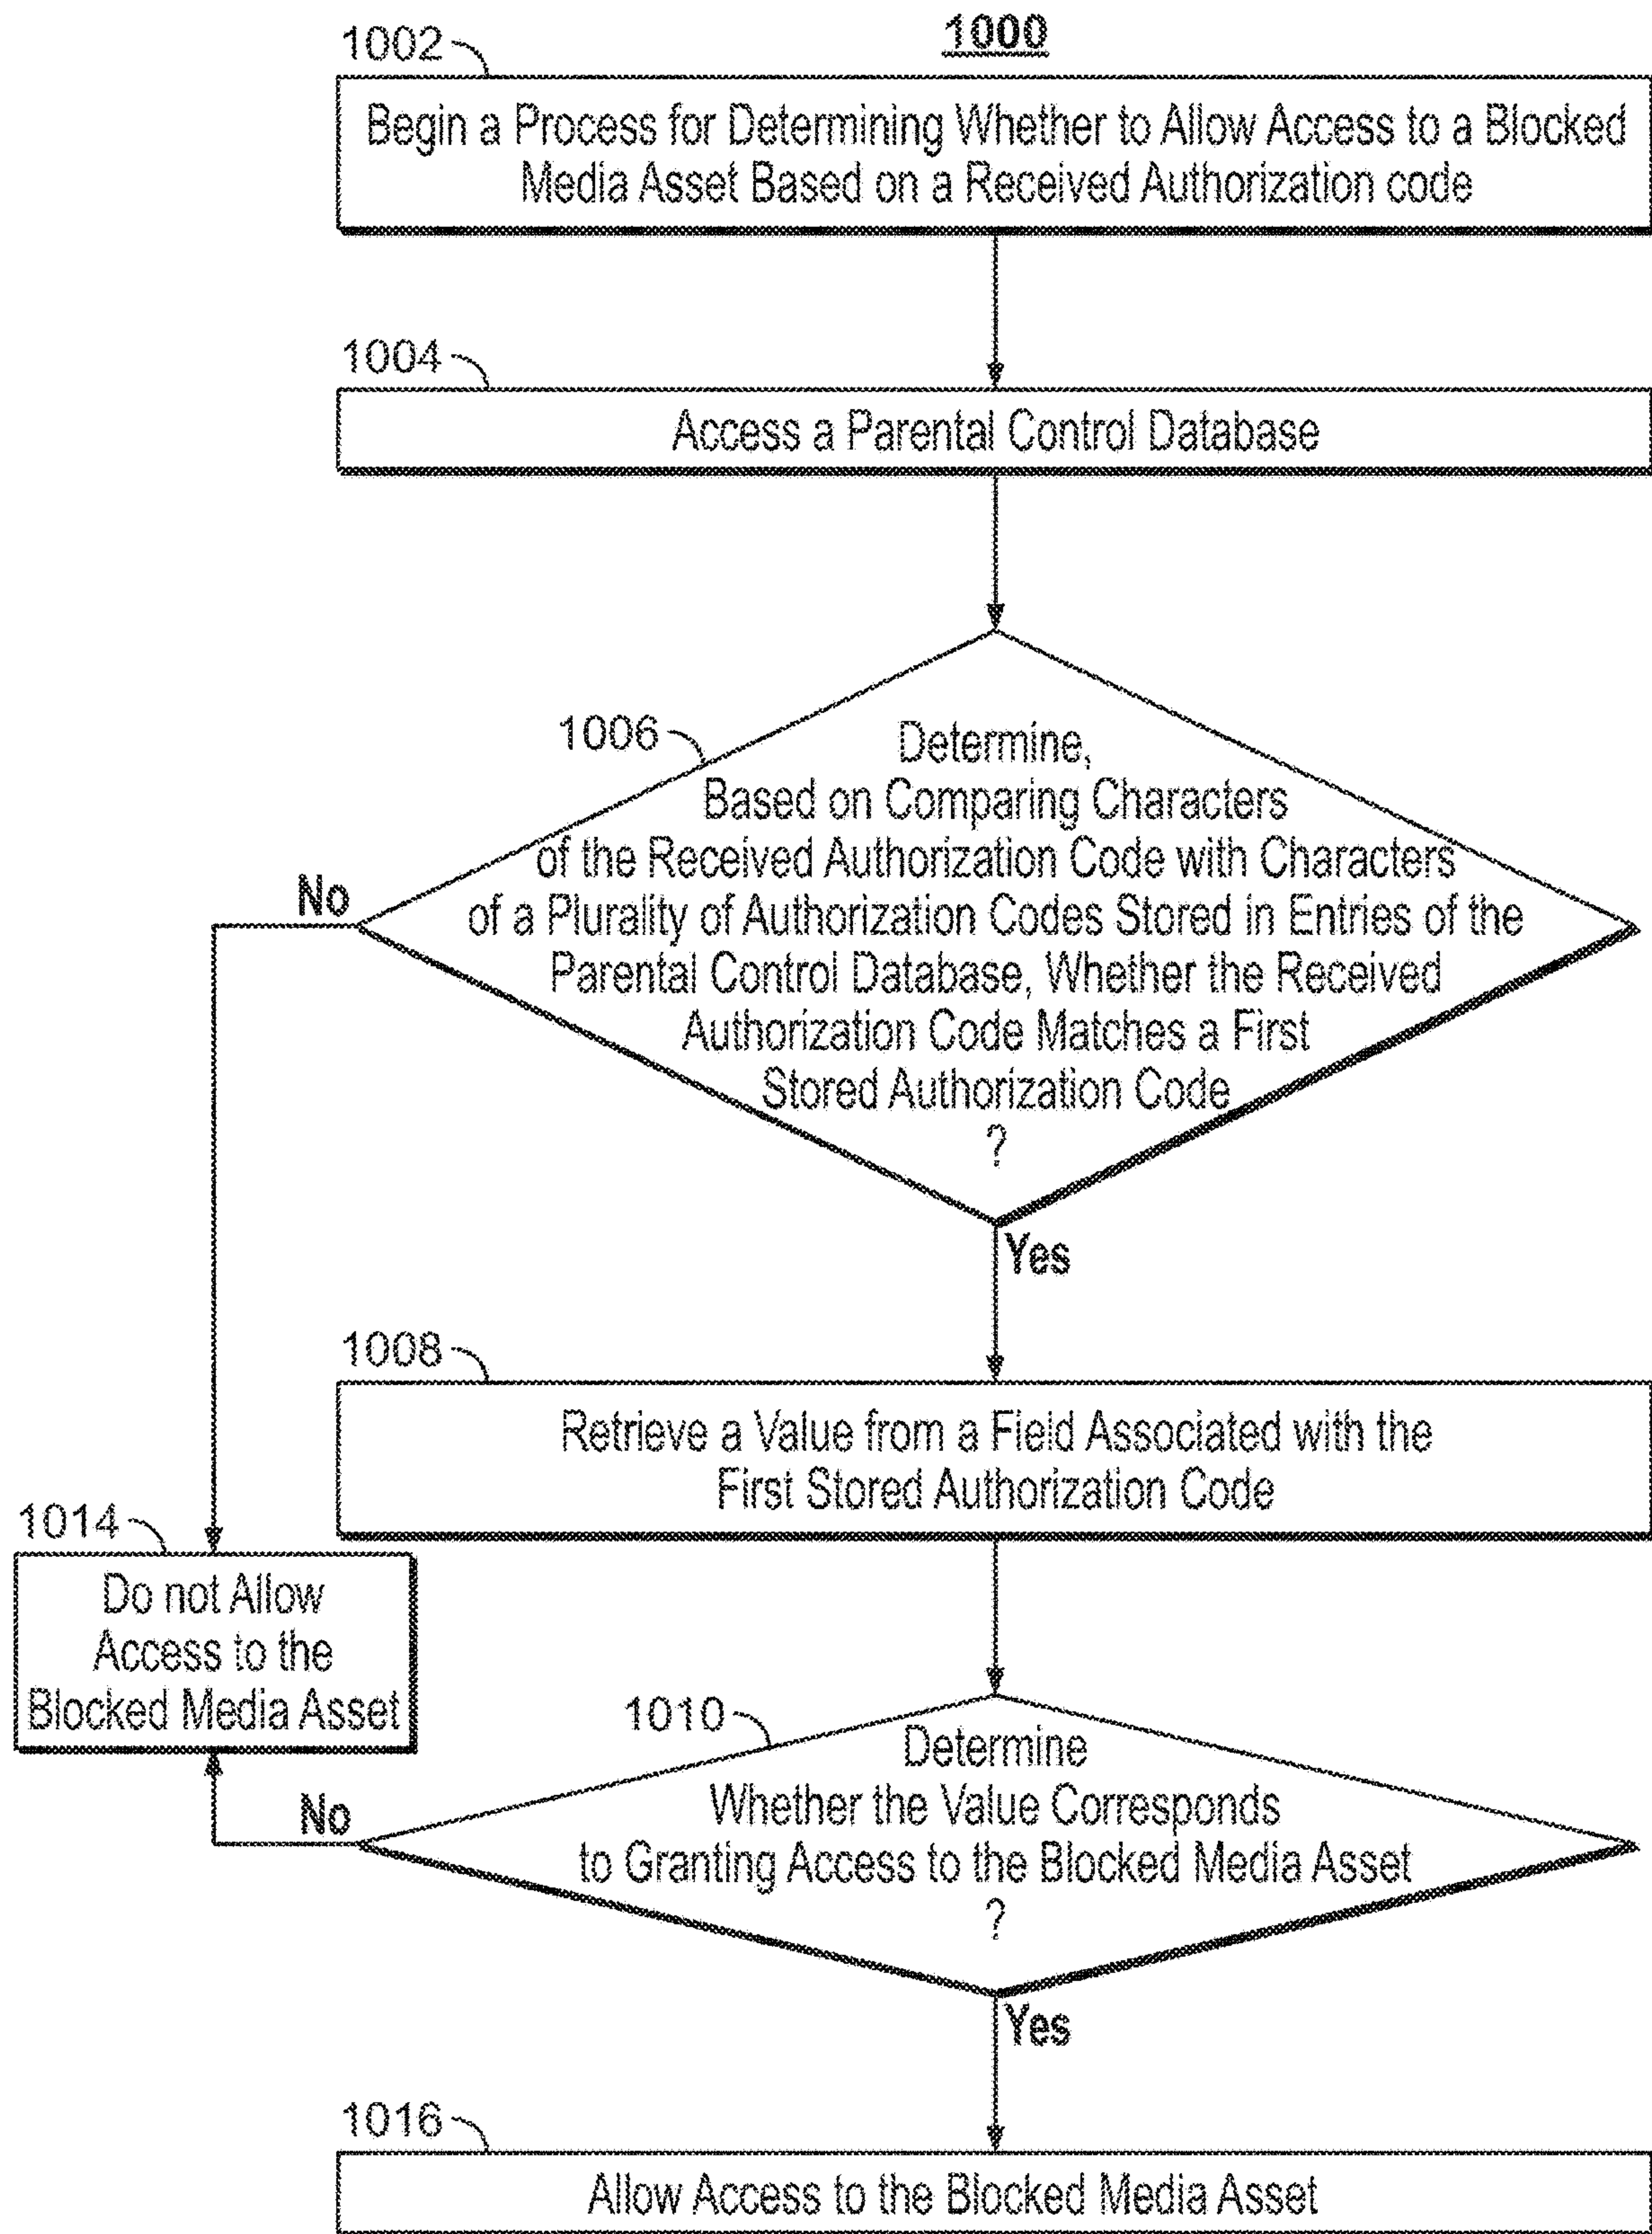 1000
1002
Begin a Process for Determining Whether to Allow Access to a Blocked
Media Asset Based on a Received Authorization code
1004
Access a Parental Control Database
1006
Determine,
Based on Comparing Characters
of the Received Authorization Code with Characters
of a Plurality of Authorization Codes Stored in Entries of the
Parental Control Database, Whether the Received
Authorization Code Matches a First
Stored Authorization Code
?
No
Yes
1008
Retrieve a Value from a Field Associated with the
First Stored Authorization Code
1014
Do not Allow
Access to the
Blocked Media Asset
1010
Determine
Whether the Value Corresponds
to Granting Access to the Blocked Media Asset
?
No
Yes
1016
Allow Access to the Blocked Media Asset